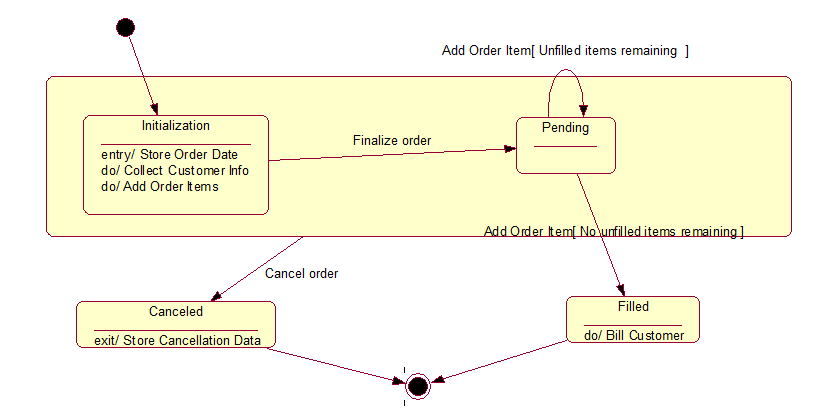 Add Order Item[ Unfilled items remaining  ]
Initialization
entry/ Store Order Date
do/ Collect Customer Info
do/ Add Order Items
Finalize order
Pending
Add Order Item[ No unfilled items remaining ]
Cancel order
Canceled
exit/ Store Cancellation Data
Filled
do/ Bill Customer